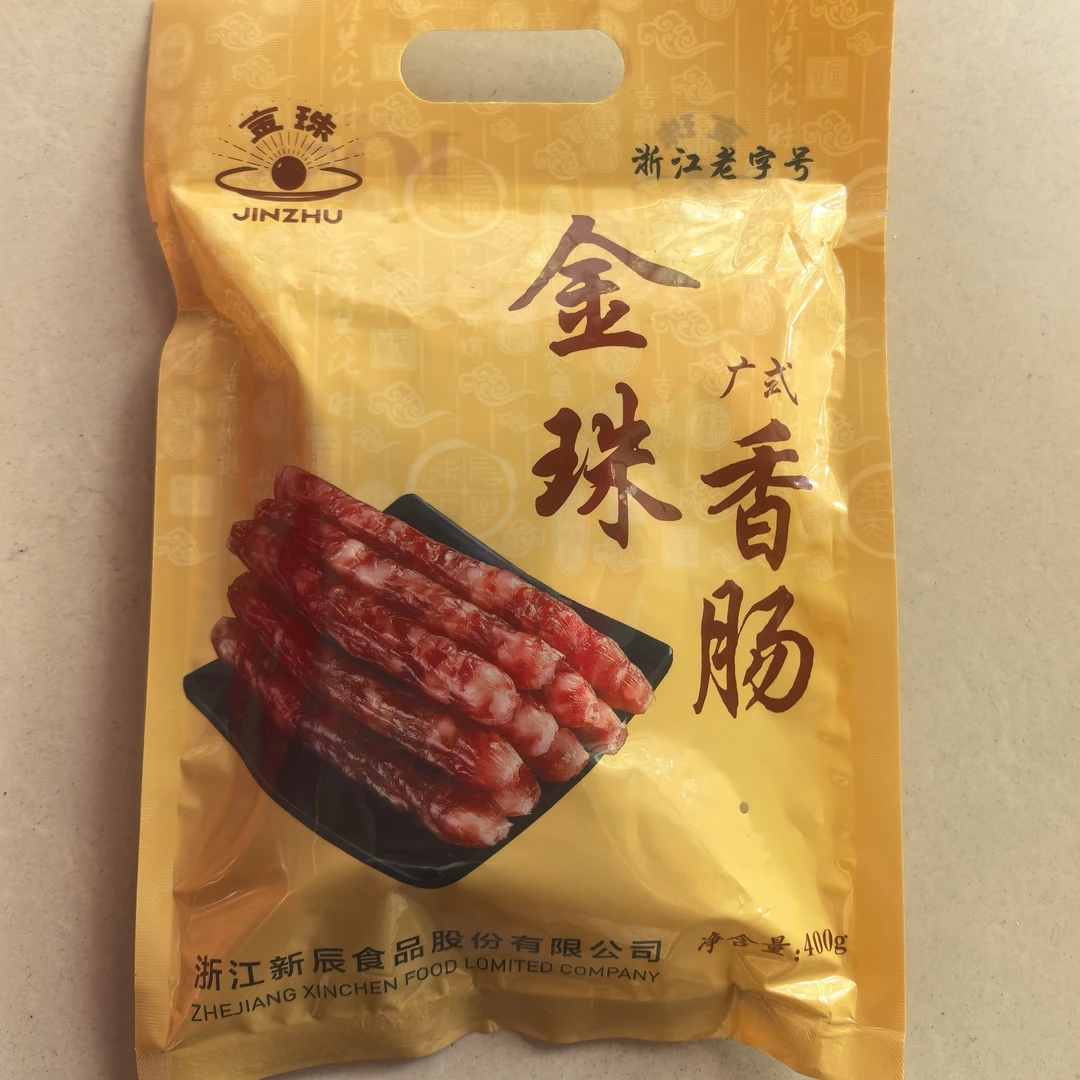 金珠
JINZHU
浙江老字号
金珠
广式
香肠
浙江新辰食品股份有限公司
ZHEJIANG XINCHEN FOOD LOMITED COMPANY
净含量:400g